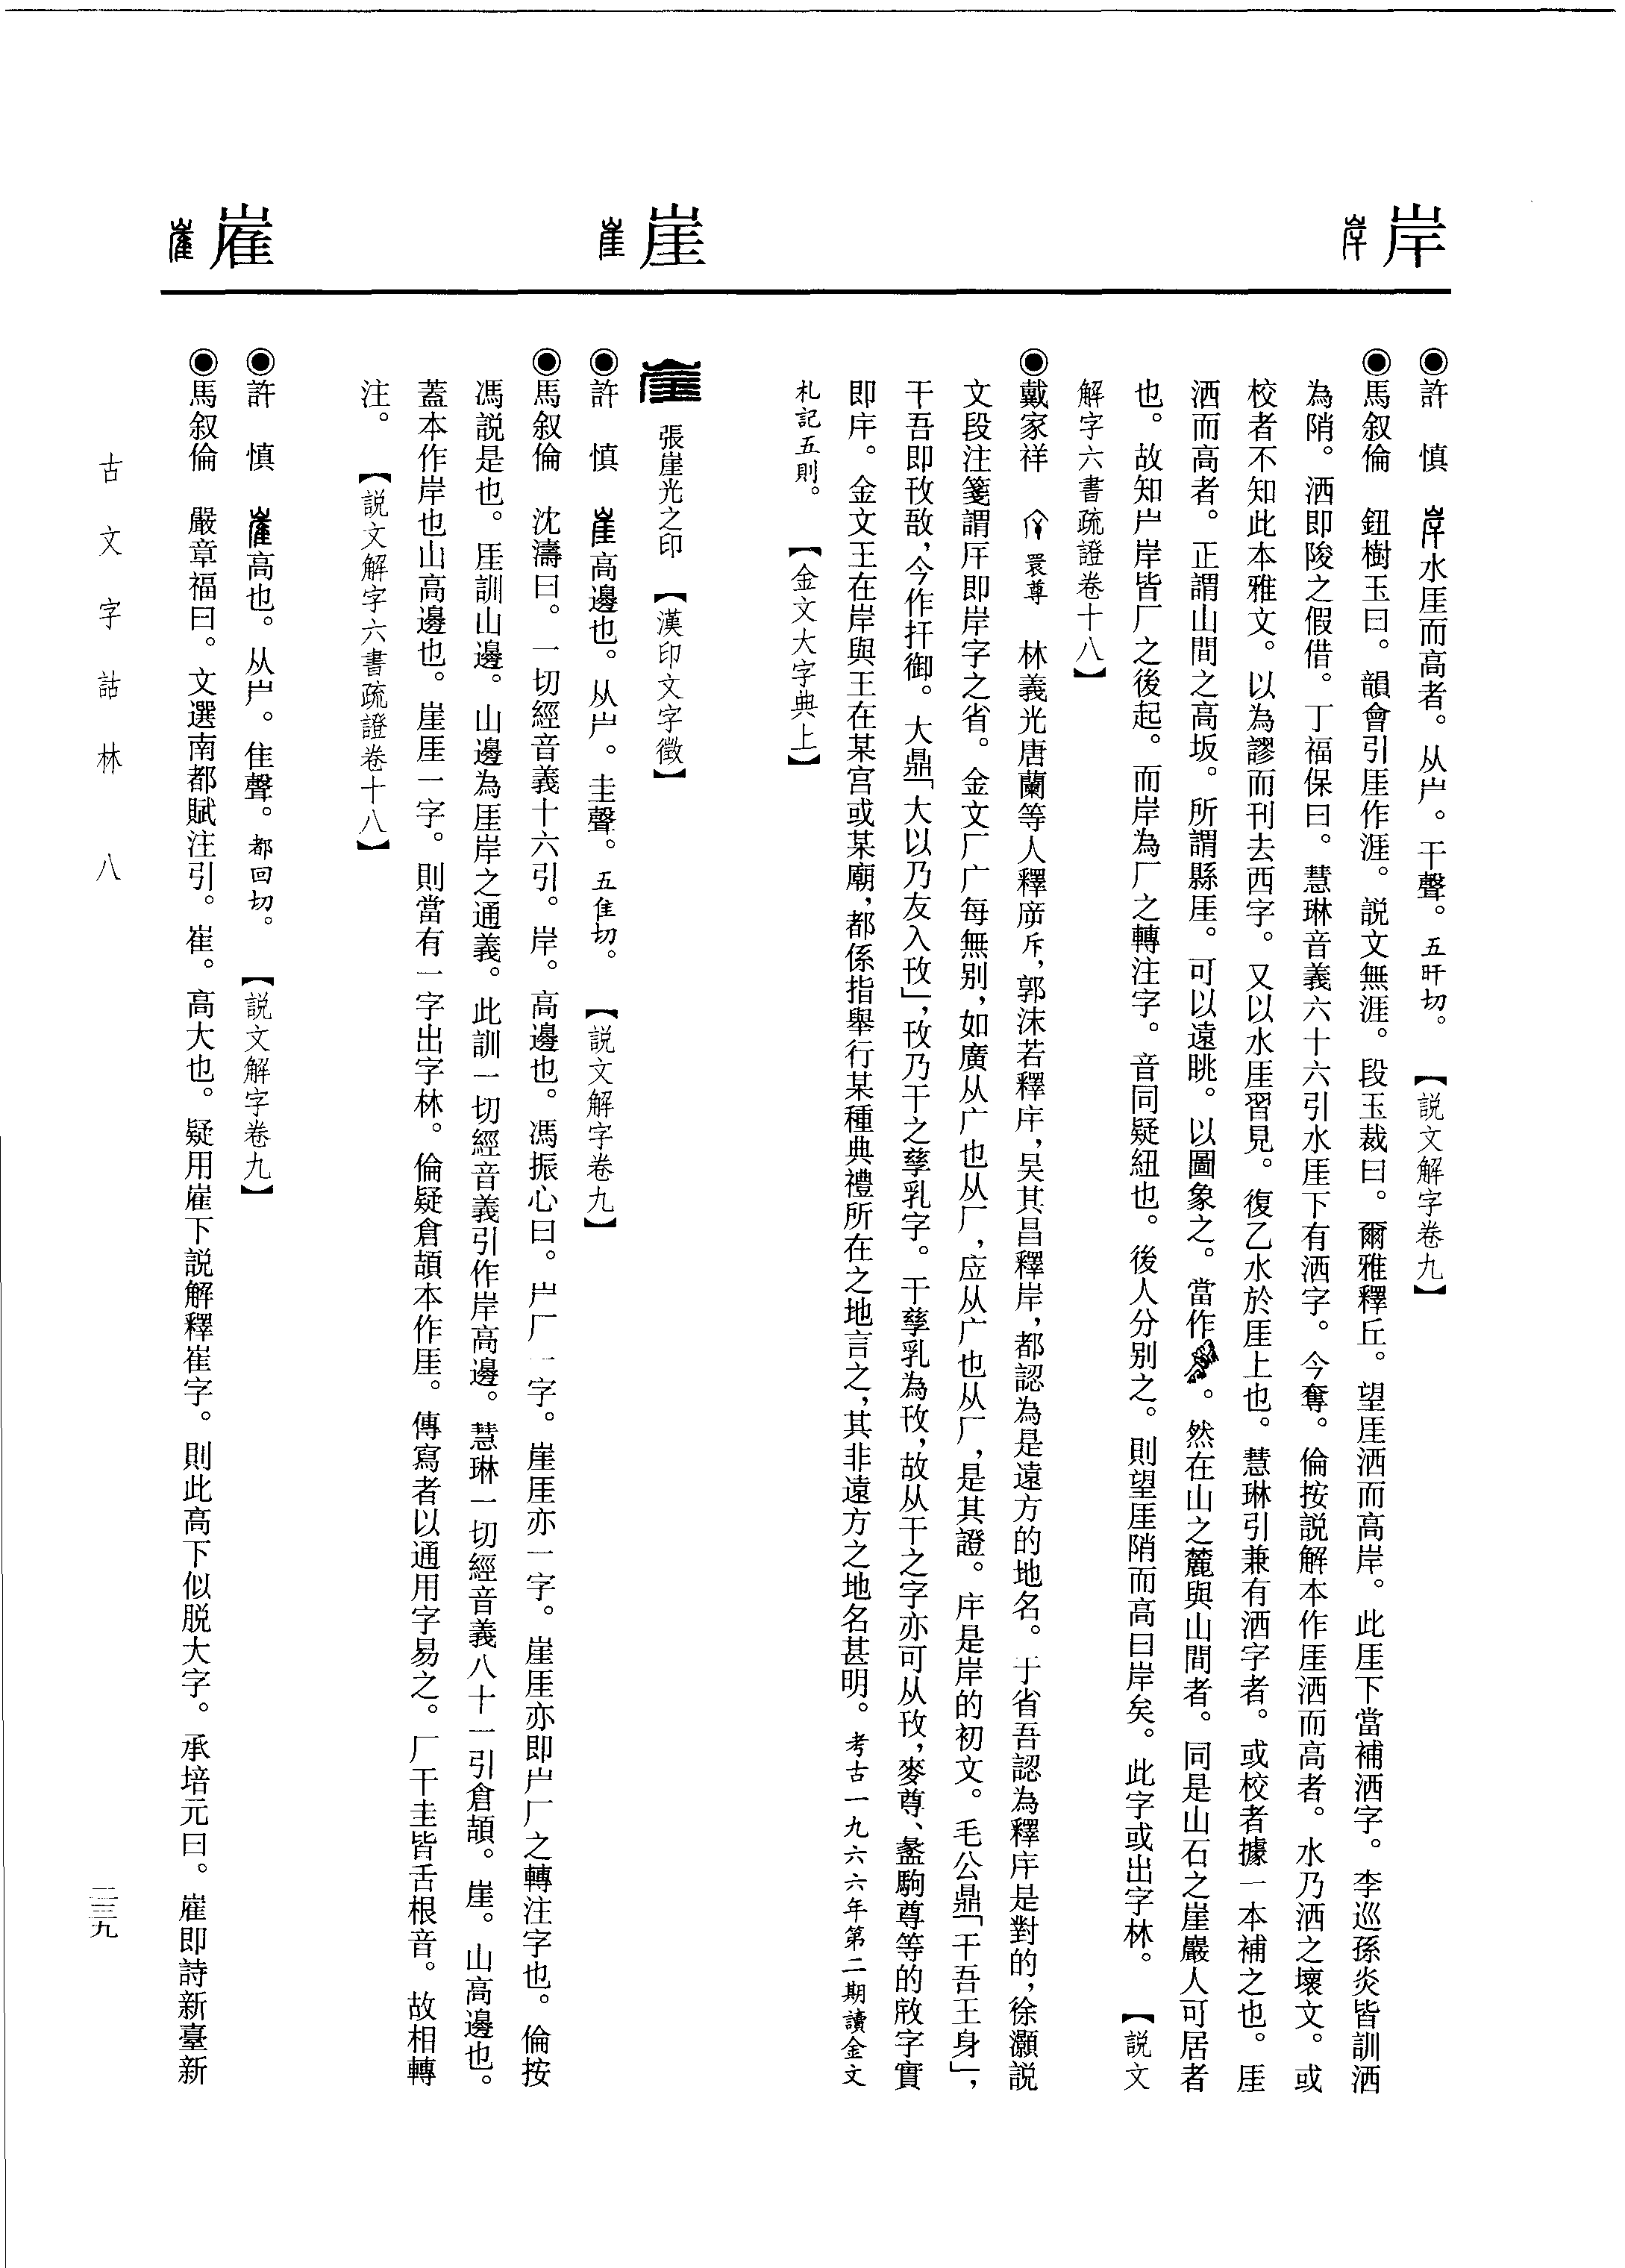 岸
◉許　慎　水厓而高者。从屵。干聲。五旰切。　【説文解字卷九】
◉馬叙倫　鈕樹玉曰。韻會引厓作涯。説文無涯。段玉裁曰。爾雅釋丘。望厓洒而高岸。此厓下當補洒字。李巡孫炎皆訓洒
為陗。洒即陖之假借。丁福保曰。慧琳音義六十六引水厓下有洒字。今奪。倫按説解本作厓洒而高者。水乃洒之壞文。或
校者不知此本雅文。以為謬而刊去西字。又以水厓習見。復乙水於厓上也。慧琳引兼有洒字者。或校者據一本補之也。厓
洒而高者。正謂山間之高坂。所謂縣厓。可以遠眺。以圖象之。當作。然在山之麓與山間者。同是山石之崖巖人可居者
也。故知屵岸皆厂之後起。而岸為厂之轉注字。音同疑紐也。後人分别之。則望厓陗而高曰岸矣。此字或出字林。　【説文
解字六書疏證卷十八】
◉戴家祥　睘尊　林義光唐蘭等人釋㡿斥，郭沫若釋庍，吴其昌釋岸，都認為是遠方的地名。于省吾認為釋庍是對的，徐灝説
文段注箋謂厈即岸字之省。金文厂广每無别，如廣从广也从厂，应从广也从厂，是其證。庍是岸的初文。毛公鼎「干吾王身」，
干吾即攼敔，今作扞御。大鼎「大以乃友入攼」，攼乃干之孳乳字。干孳乳為攼，故从干之字亦可从攼，麥尊、盠駒尊等的㡿字實
即庍。金文王在岸與王在某宫或某廟，都係指舉行某種典禮所在之地言之，其非遠方之地名甚明。考古一九六六年第二期讀金文
札記五則。　【金文大字典上】
崖
張崖光之印　【漢印文字徵】
◉許　慎　高邊也。从屵。圭聲。五隹切。　【説文解字卷九】
◉馬叙倫　沈濤曰。一切經音義十六引。岸。高邊也。馮振心曰。屵厂一字。崖厓亦一字。崖厓亦即屵厂之轉注字也。倫按
馮説是也。厓訓山邊。山邊為厓岸之通義。此訓一切經音義引作岸高邊。慧琳一切經音義八十一引倉頡。崖。山高邊也。
蓋本作岸也山高邊也。崖厓一字。則當有一字出字林。倫疑倉頡本作厓。傳寫者以通用字易之。厂干圭皆舌根音。故相轉
注。　【説文解字六書疏證卷十八】
嶊
◉許　慎　高也。从屵。隹聲。都回切。　【説文解字卷九】
◉馬叙倫　嚴章福曰。文選南都賦注引。崔。高大也。疑用嵟下説解釋崔字。則此高下似脱大字。承培元曰。嵟即詩新臺新
古文字詁林　八
二三九